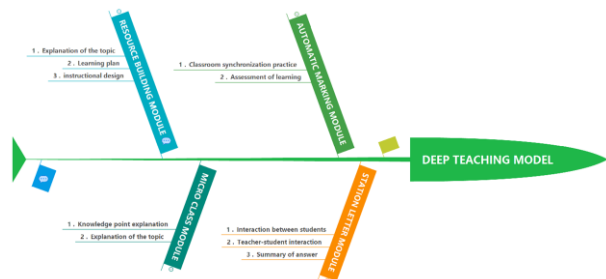 RESOURCE BUILDING MODULE @
1 . Explanation of the topic
2 . Learning plan
3 . instructional design
AUTOMATIC MARKING MODULE
1 . Classroom synchronization practice
2 . Assessment of learning
DEEP TEACHING MODEL
@
MICRO CLASS MODULE
1 . Knowledge point explanation
2 . Explanation of the topic
STATION LETTER MODULE
1 . Interaction between students
2 . Teacher-student interaction
3 . Summary of answer